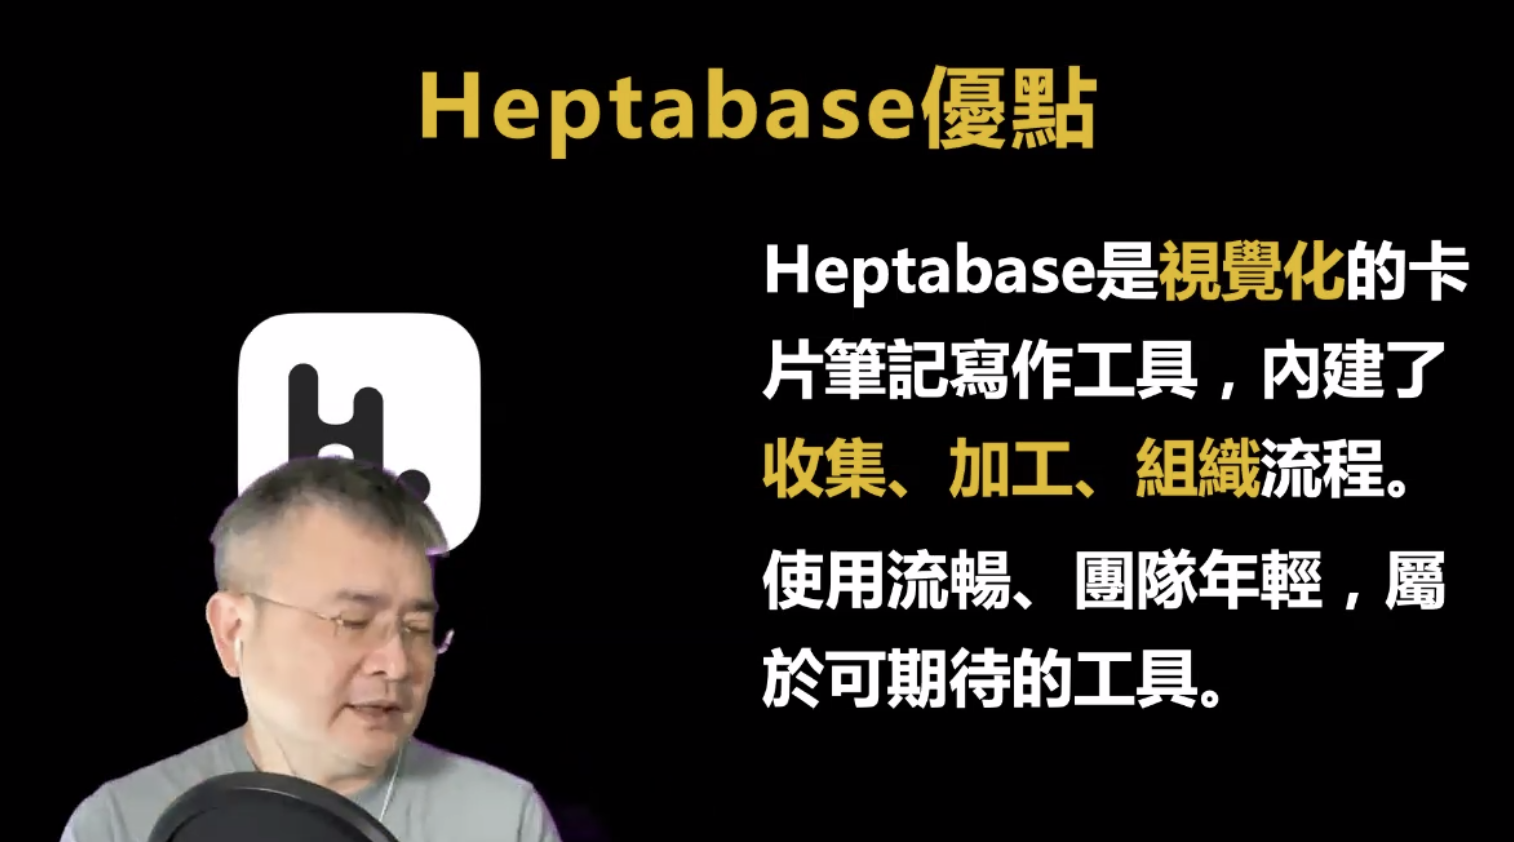 Heptabase優點
Heptabase是視覺化的卡
片筆記寫作工具，內建了
收集、加工、組織流程。
使用流暢、團隊年輕，屬
於可期待的工具。